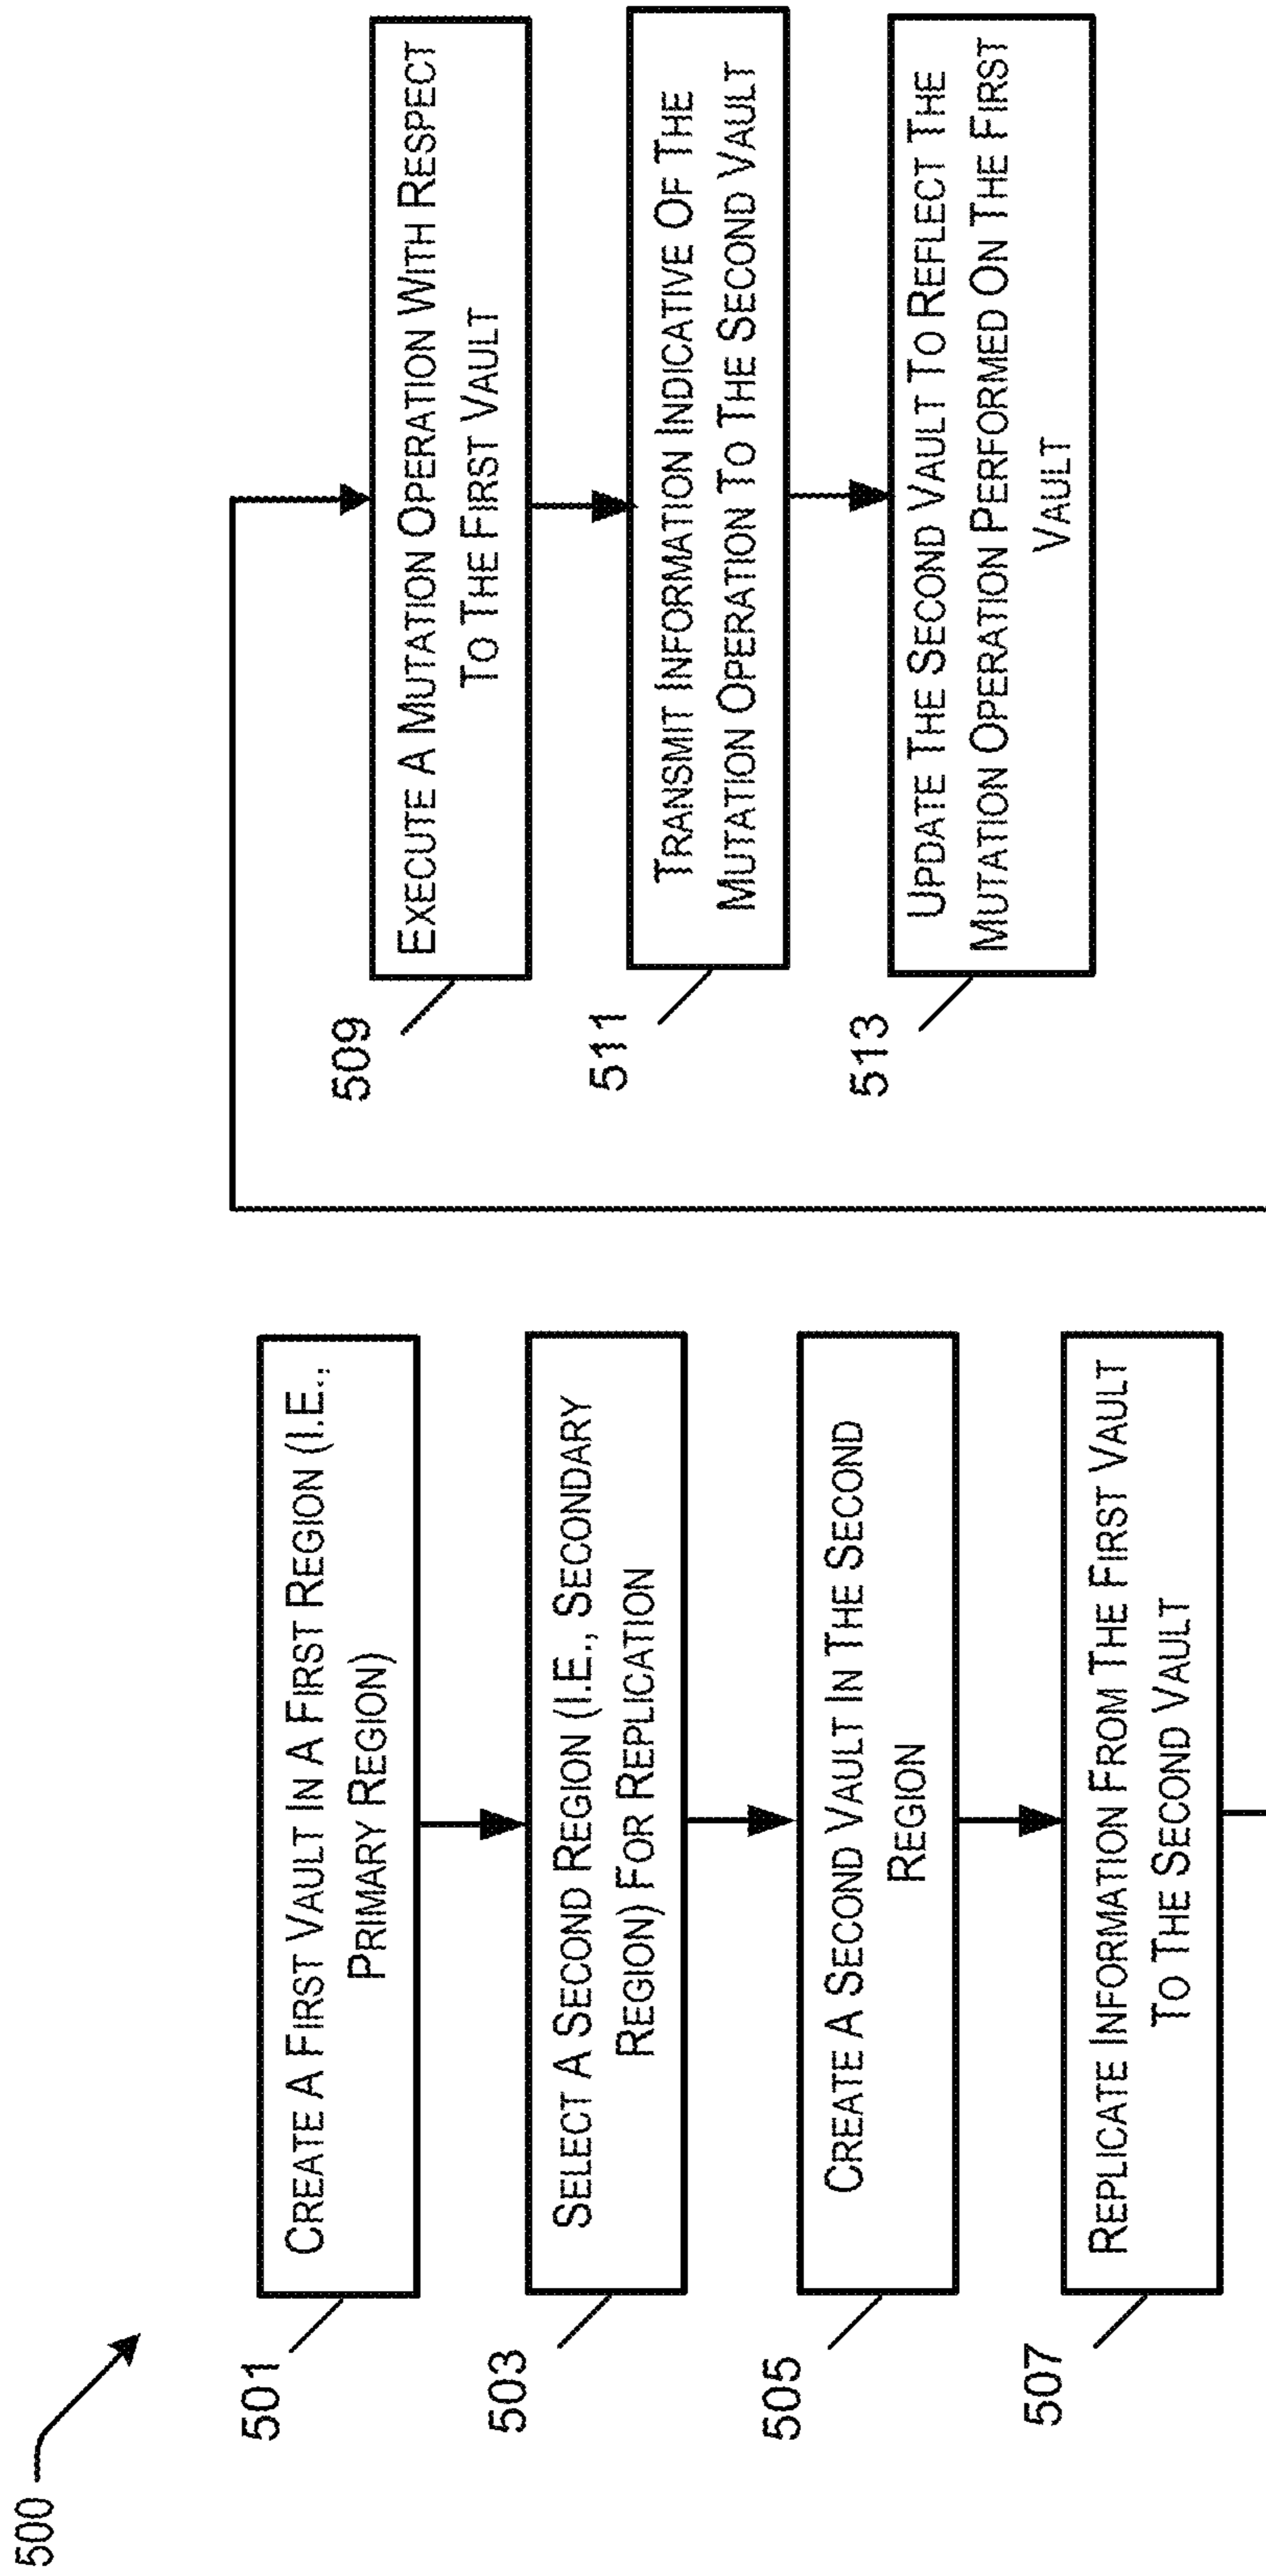 500
501
CREATE A FIRST VAULT IN A FIRST REGION (I.E.,
PRIMARY REGION)
503
SELECT A SECOND REGION (I.E., SECONDARY
REGION) FOR REPLICATION
505
CREATE A SECOND VAULT IN THE SECOND
REGION
507
REPLICATE INFORMATION FROM THE FIRST VAULT
TO THE SECOND VAULT
509
EXECUTE A MUTATION OPERATION WITH RESPECT
TO THE FIRST VAULT
511
TRANSMIT INFORMATION INDICATIVE OF THE
MUTATION OPERATION TO THE SECOND VAULT
513
UPDATE THE SECOND VAULT TO REFLECT THE
MUTATION OPERATION PERFORMED ON THE FIRST
VAULT